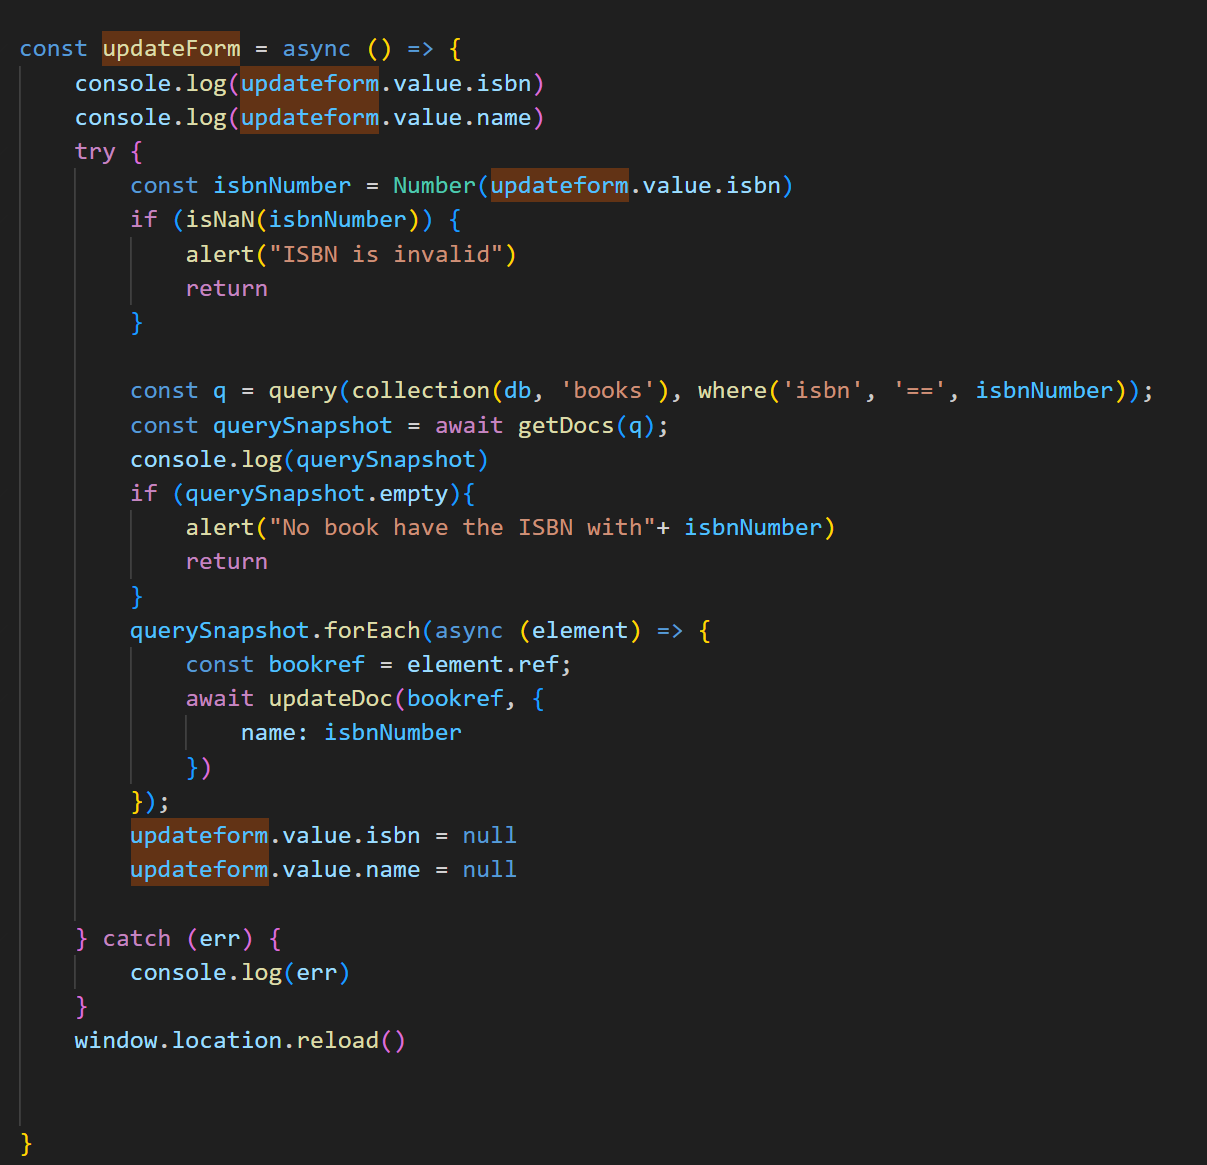 const updateForm = async () => {
console.log(updateform.value.isbn)
console.log(updateform.value.name)
try {
const isbnNumber = Number(updateform.value.isbn)
if (isNaN(isbnNumber)) {
alert("ISBN is invalid")
return
}
const q = query(collection(db, 'books'), where('isbn', '==', isbnNumber));
const querySnapshot = await getDocs(q);
console.log(querySnapshot)
if (querySnapshot.empty){
alert("No book have the ISBN with"+ isbnNumber)
return
}
querySnapshot.forEach(async (element) => {
const bookref = element.ref;
await updateDoc(bookref, {
name: isbnNumber
})
});
updateform.value.isbn = null
updateform.value.name = null
} catch (err) {
console.log(err)
}
window.location.reload()
}